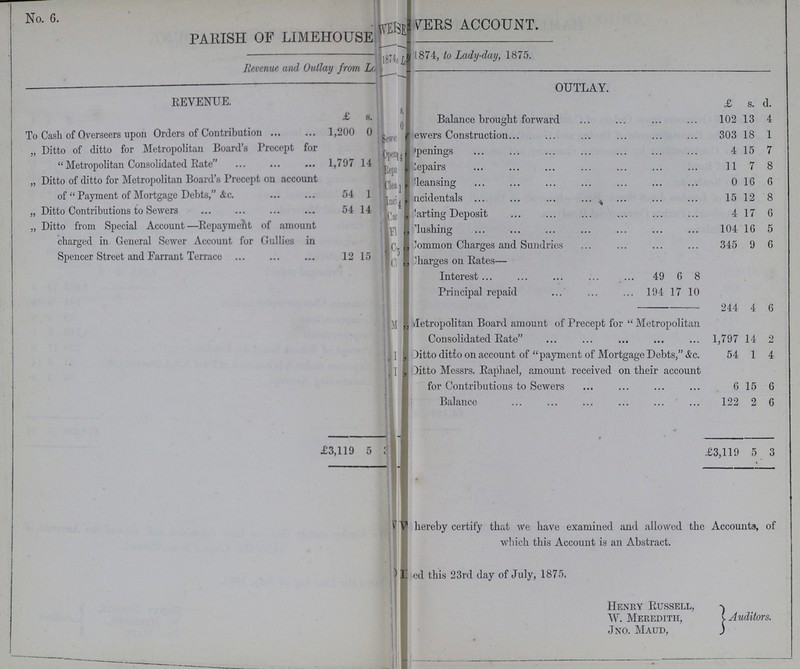 No. 6.
PARISH OF LIMEHOUSE
Revenue and Outlay from
REVENUE.
£ s.
To Cash of Overseers upon Orders of Contribution ... ... 1,200 0
„ Ditto of ditto for Metropolitan Board's Precept for
"Metropolitan Consolidated Rate" ... ... ... 1,797 14
„ Ditto of ditto for Metropolitan Board's Precept on account
of "Payment of Mortgage Debts," &c. ... ... 54 1
„ Ditto Contributions to Sewers ... ... ... 54 14
„ Ditto from Special Account—Repayment of amount
charged in General Sewer Account for Gullies in
Spencer Street and Farrant Terrace ... ... ... 12 15
£3,119 5
VERS ACCOUNT.
1874, to Lady-day, 1875.
OUTLAY.
£ s. d.
Balance brought forward ... ... ... ... 102 13 4
ewers Construction... ... ... ... ... ... 303 18 1
penings ... ... ... ... ... ... ... 4 15 7
epairs ... ... ... ... ... ... ... 11 7 8
leansing ... ... ... ... ... ... ... 0 16 6
ncidentals ... ... ... ... ... ... ... 15 12 8
arting Deposit ... ... ... ... ... ... 4 17 6
lushing ... ... ... ... ... ... ... 104 16 5
ommon Charges and Sundries ... ... ... ... 345 9 6
harges on Rates—
Interest ... ... ... ... ... 49 6 8
Principal repaid ... ... ... 194 17 10
244 4 6
Metropolitan Board amount of Precept for "Metropolitan
Consolidated Rate" ... ... ... ... ... 1,797 14 2
Ditto ditto on account of "payment of Mortgage Debts," &c. 54 1 4
Ditto Messrs. Raphael, amount received on their account
for Contributions to Sewers ... ... ... ... 6 15 6
Balance ... ... ... ... ... ... 122 2 6
£3,119 5 3
hereby certify that we have examined and allowed the Accounts, of
which this Account is an Abstract.
ed this 23rd day of July, 1875.
Henry Russell,
W. Meredith,
Jno. Maud,
} Auditors.